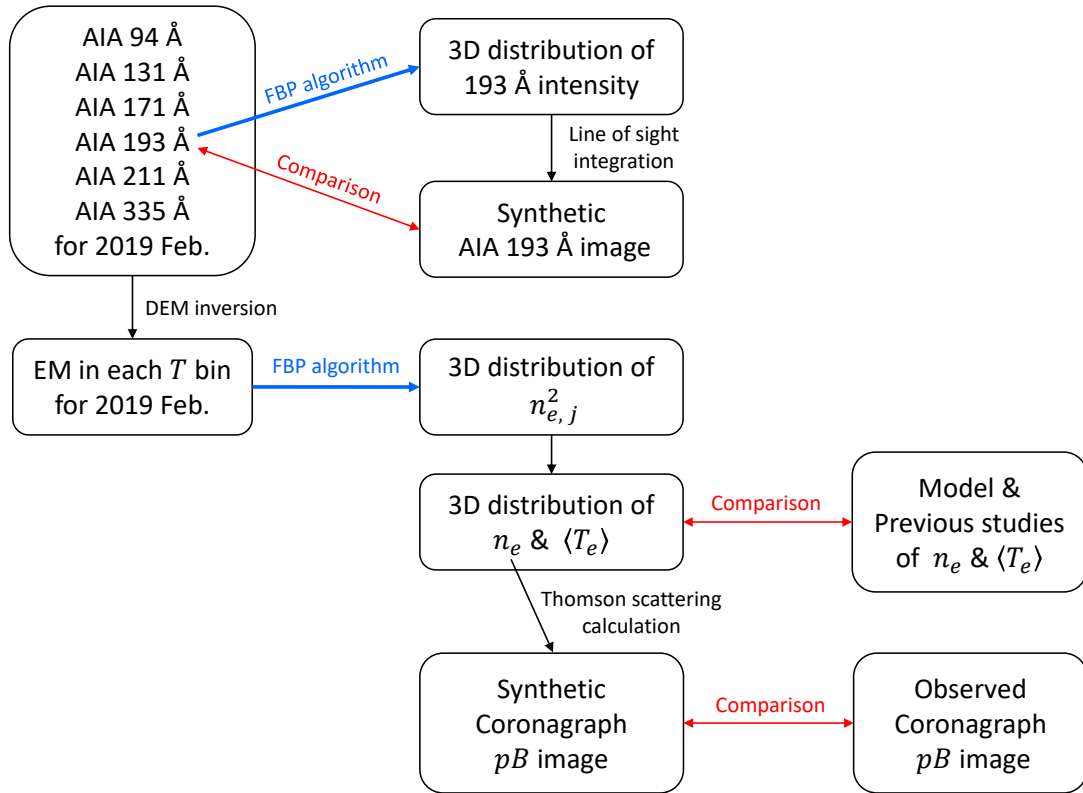 AIA 94 Å
AIA 131 Å
AIA 171 Å
AIA 193 Å
AIA 211 Å
AIA 335 Å
for 2019 Feb.
FBP algorithm
3D distribution of
193 Å intensity
Line of sight
integration
Comparison
Synthetic
AIA 193 Å image
DEM inversion
EM in each T bin
for 2019 Feb.
FBP algorithm
3D distribution of
n²ₑ, ⱼ
3D distribution of
nₑ & ⟨Tₑ⟩
Comparison
Model &
Previous studies
of nₑ & ⟨Tₑ⟩
Thomson scattering
calculation
Synthetic
Coronagraph
pB image
Comparison
Observed
Coronagraph
pB image